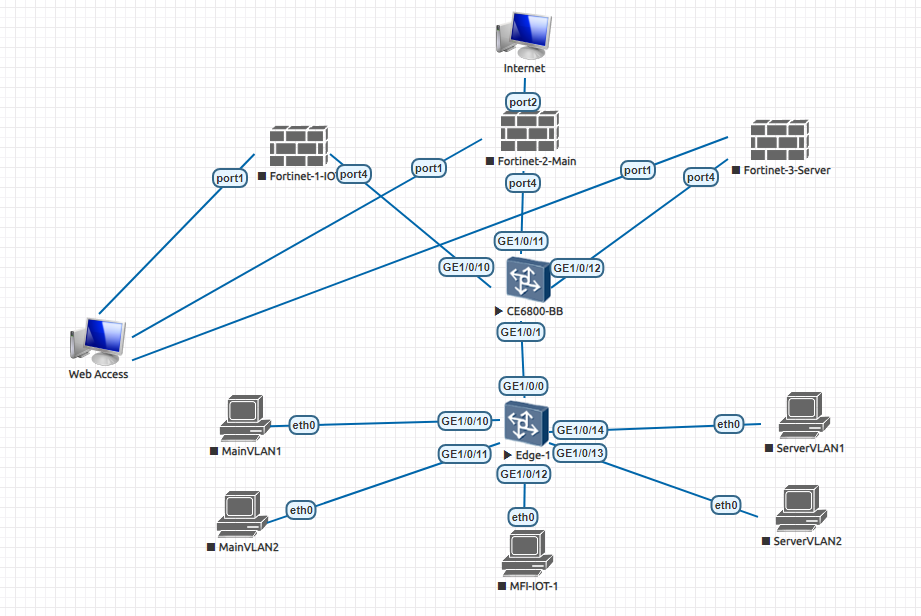 Internet
port2
Fortinet-1-IO
Fortinet-2-Main
Fortinet-3-Server
port1
port4
port1
port4
port1
port4
GE1/0/11
GE1/0/10
GE1/0/12
CE6800-BB
GE1/0/1
Web Access
GE1/0/0
MainVLAN1
eth0
GE1/0/10
GE1/0/14
eth0
ServerVLAN1
Edge-1
GE1/0/11
GE1/0/13
GE1/0/12
MainVLAN2
eth0
eth0
eth0
ServerVLAN2
MFI-IOT-1